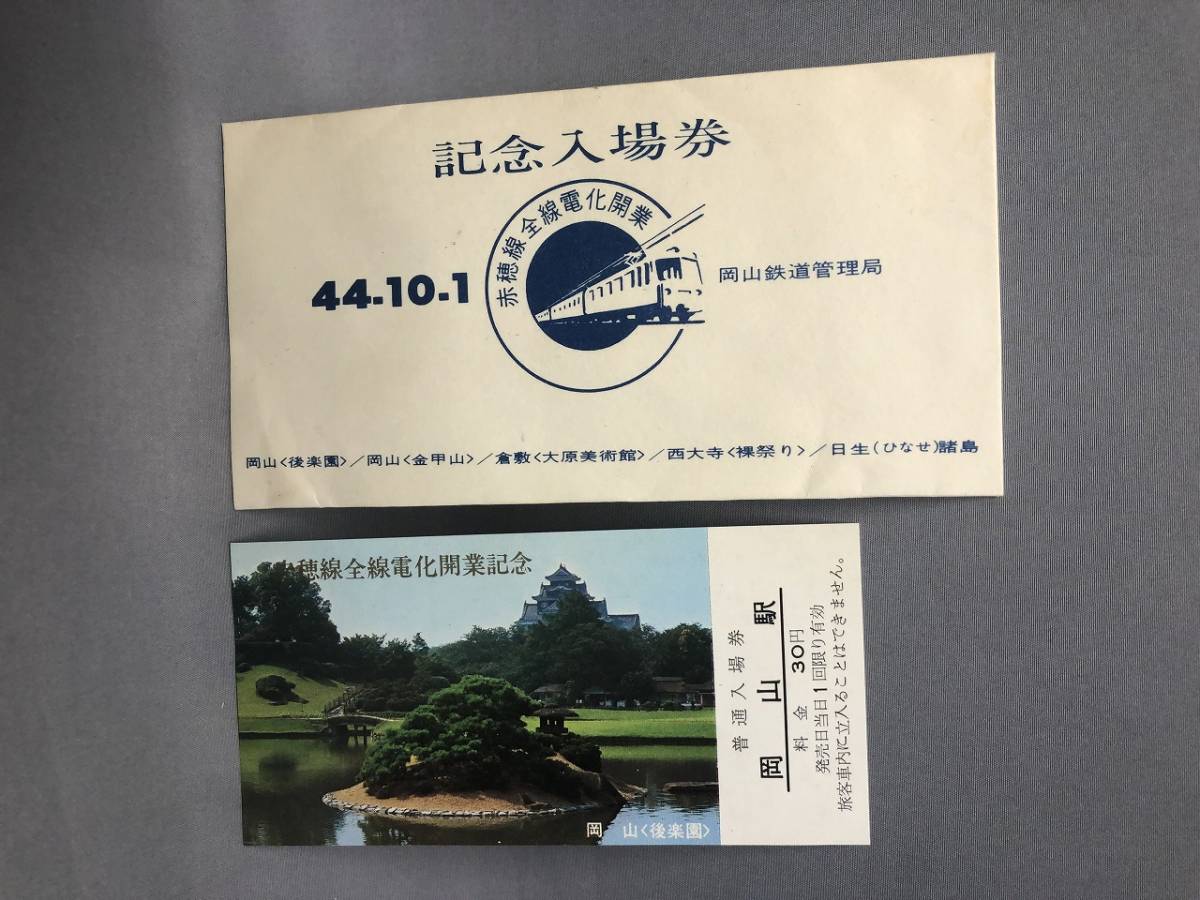 記念入場券
赤穂線全線電化開業
44.10.1
岡山鉄道管理局
岡山〈後楽園〉/岡山〈金甲山〉/倉敷〈大原美術館〉/西大寺〈裸祭り〉/日生(ひなせ)諸島
赤穂線全線電化開業記念
岡 山〈後楽園〉
普通入場券
岡山駅
料金 30円
発売日当日1回限り有効
旅客車内に立入ることはできません。